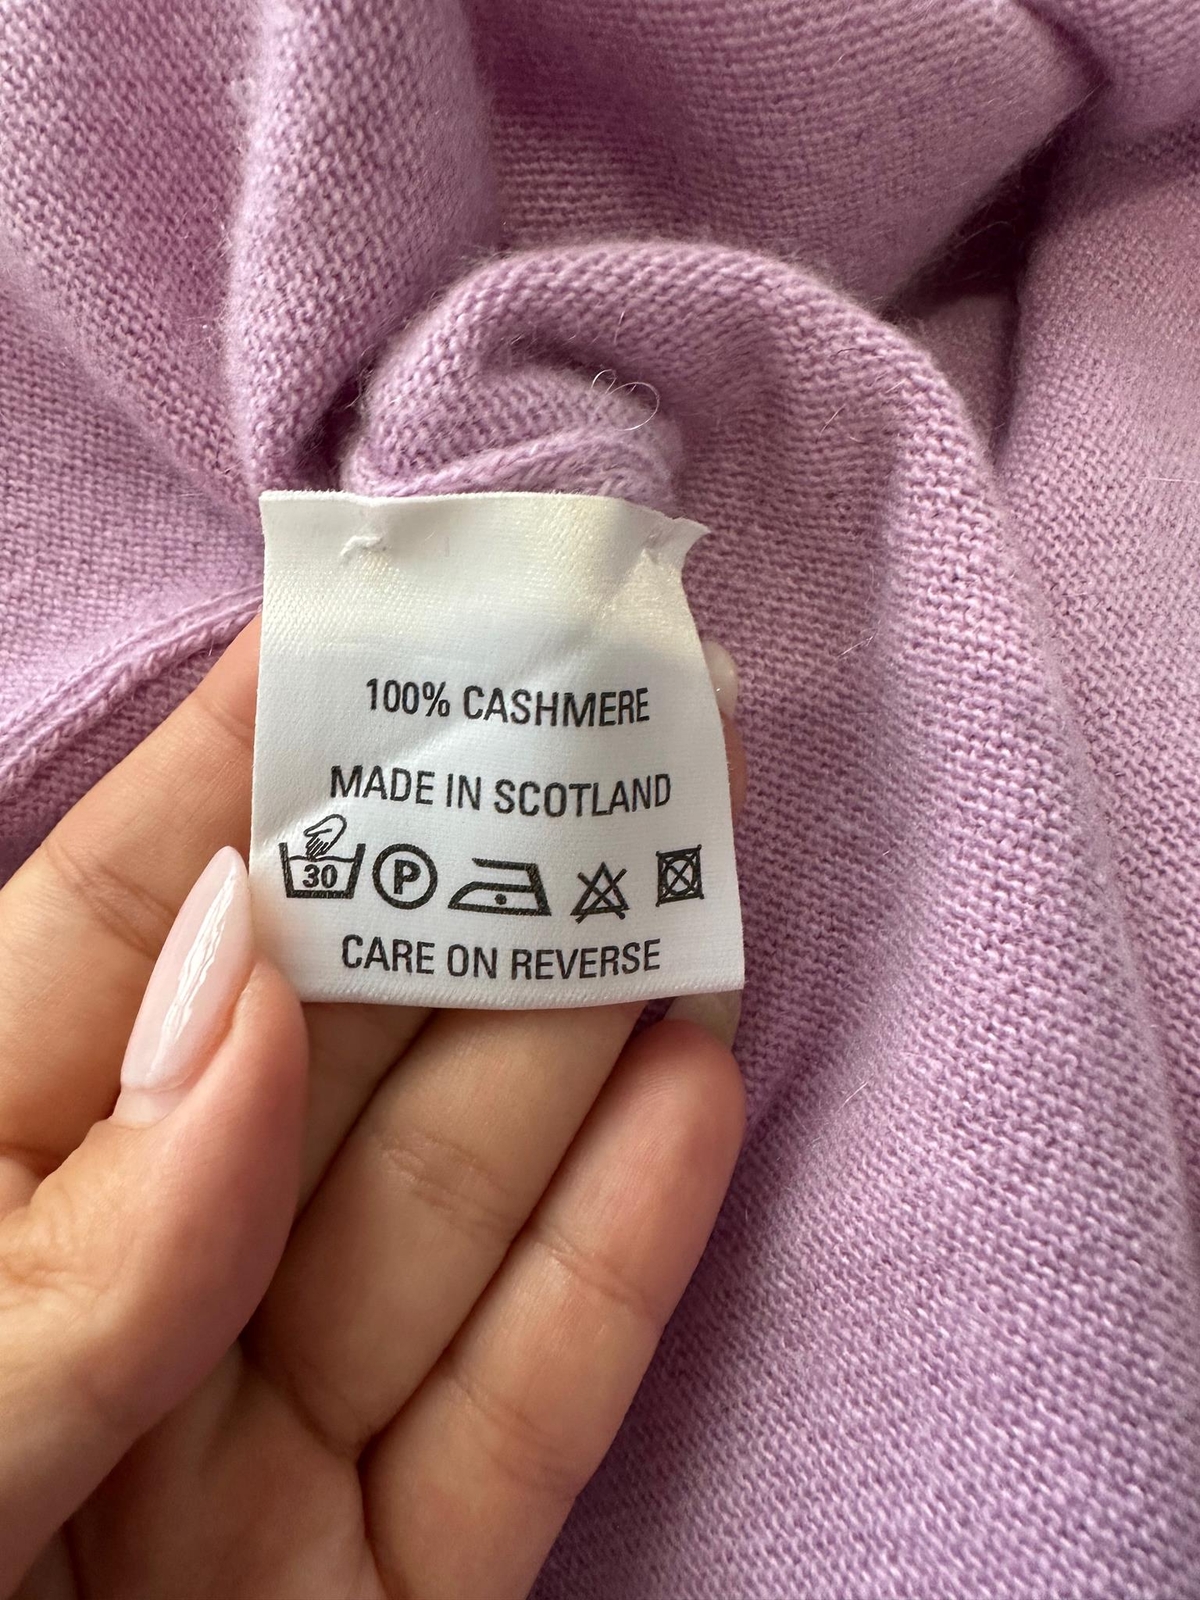 100% CASHMERE
MADE IN SCOTLAND
30 P
CARE ON REVERSE